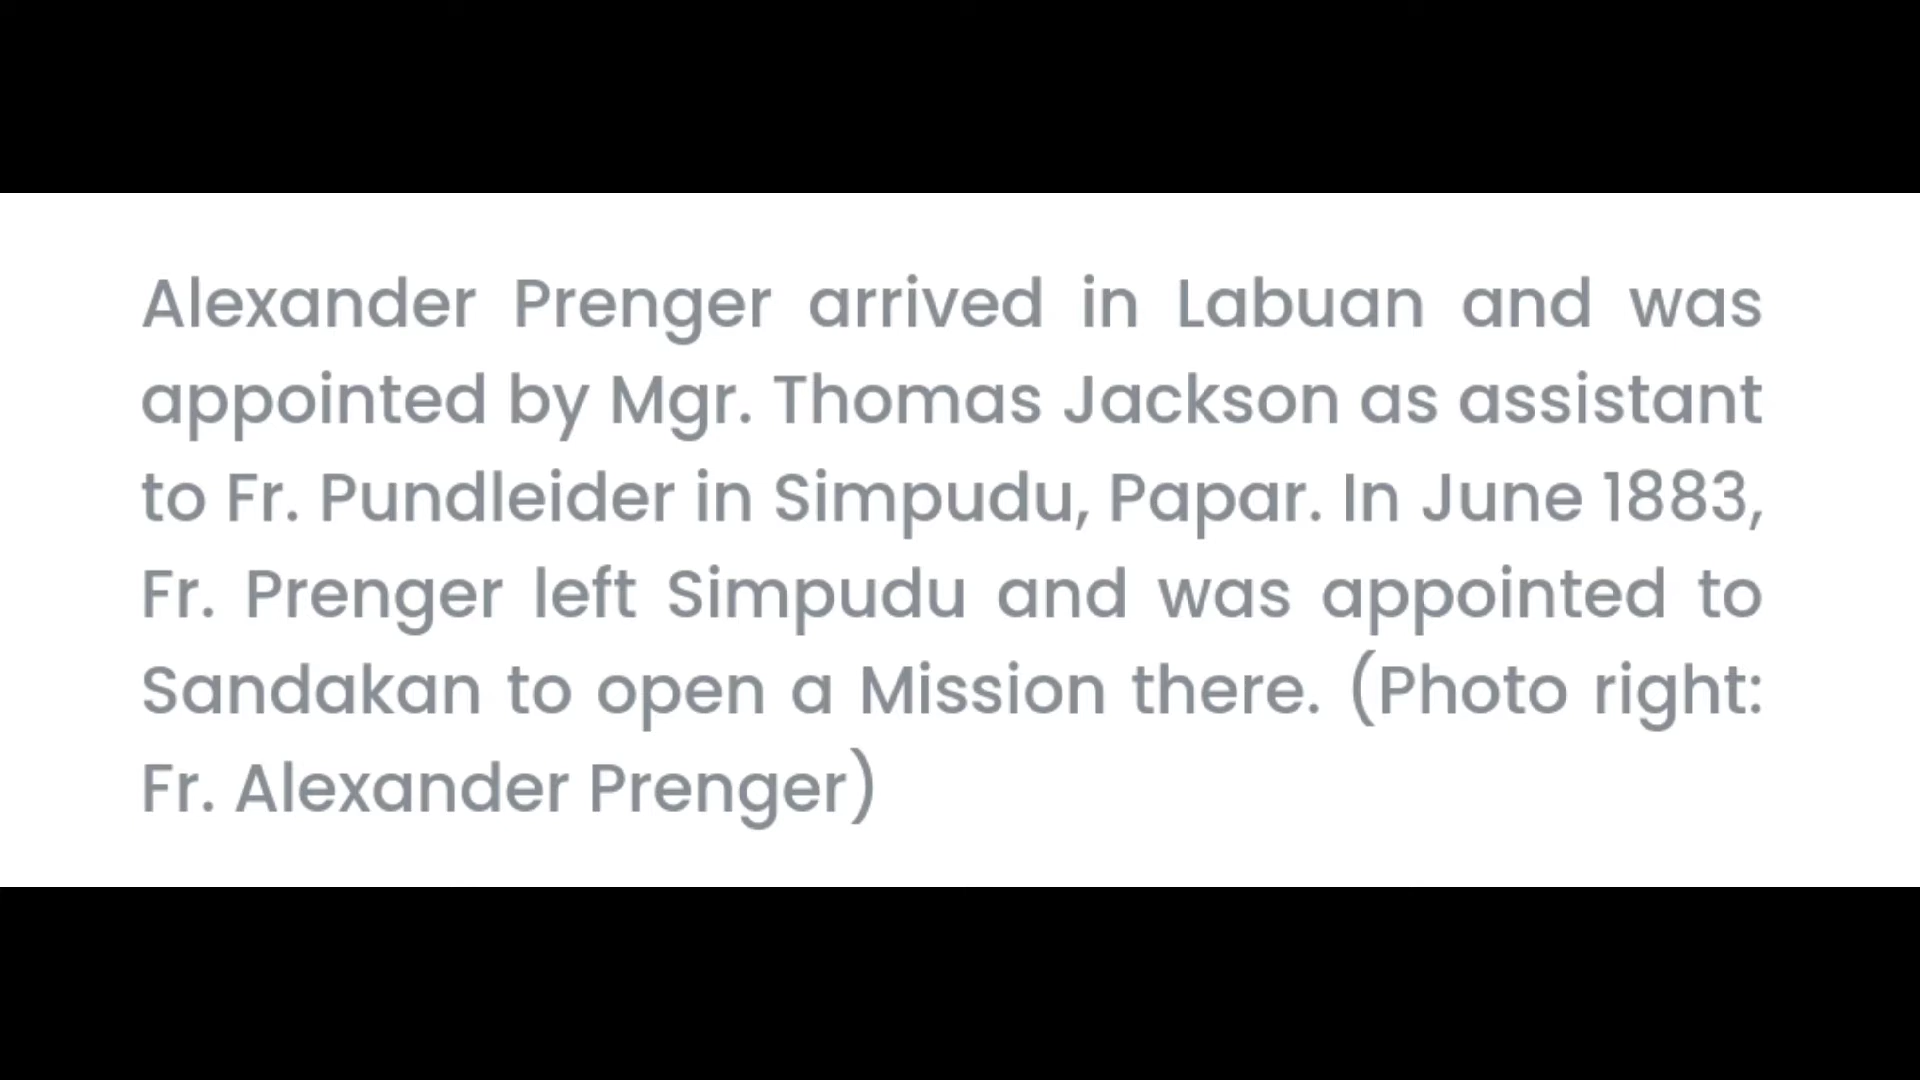 Alexander Prenger arrived in Labuan and was
appointed by Mgr. Thomas Jackson as assistant
to Fr. Pundleider in Simpudu, Papar. In June 1883,
Fr. Prenger left Simpudu and was appointed to
Sandakan to open a Mission there. (Photo right:
Fr. Alexander Prenger)